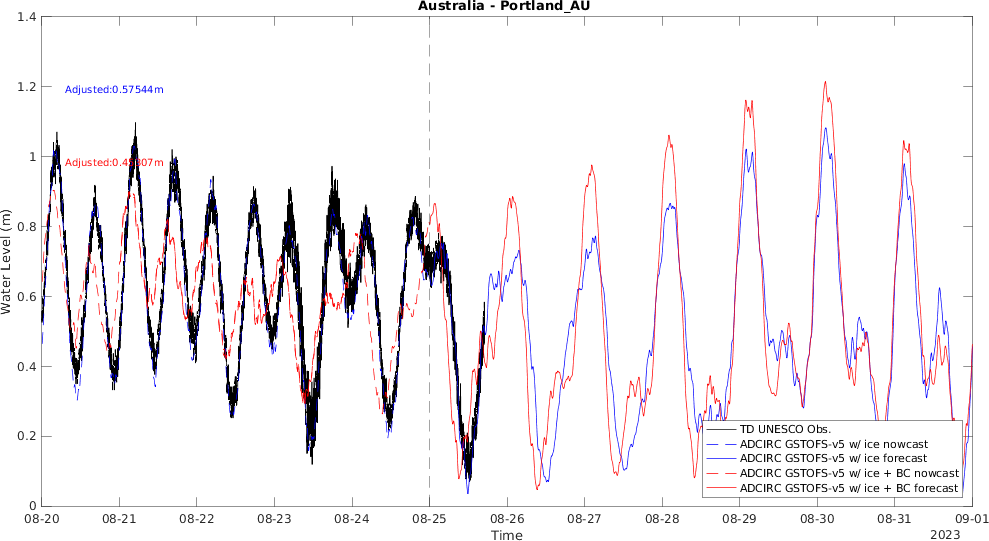 Australia - Portland_AU
Water Level (m)
1.4
1.2
1
0.8
0.6
0.4
0.2
0
Adjusted:0.57544m
TD UNESCO Obs.
ADCIRC GSTOFS-v5 w/ ice nowcast
ADCIRC GSTOFS-v5 w/ ice forecast
ADCIRC GSTOFS-v5 w/ ice + BC nowcast
ADCIRC GSTOFS-v5 w/ ice + BC forecast
08-20 08-21 08-22 08-23 08-24 08-25 08-26 08-27 08-28 08-29 08-30 08-31 09-01
Time
2023